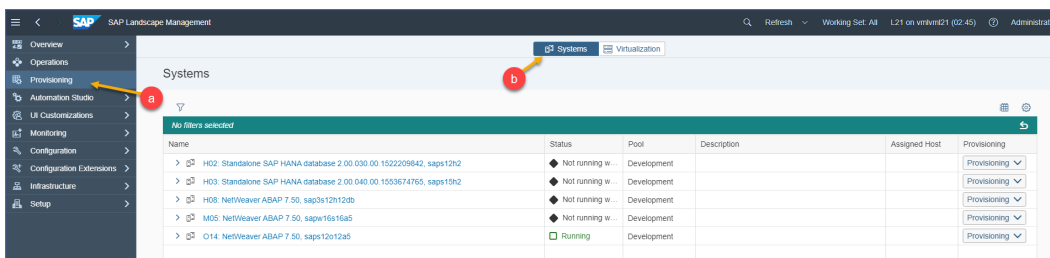 SAP SAP Landscape Management Refresh Working Set: All L21 on vmlvml21 (02:45) Administrat
Overview
Operations
Provisioning
Automation Studio
UI Customizations
Monitoring
Configuration
Configuration Extensions
Infrastructure
Setup
a
Systems Virtualization
b
Systems
No filters selected
Name Status Pool Description Assigned Host Provisioning
H02: Standalone SAP HANA database 2.00.030.00.1522209842, saps12h2 Not running w... Development Provisioning
H03: Standalone SAP HANA database 2.00.040.00.1553674765, saps15h2 Not running w... Development Provisioning
H08: NetWeaver ABAP 7.50, sap3s12h12db Not running w... Development Provisioning
M05: NetWeaver ABAP 7.50, sapw16s16a5 Not running w... Development Provisioning
O14: NetWeaver ABAP 7.50, saps12o12a5 Running Development Provisioning